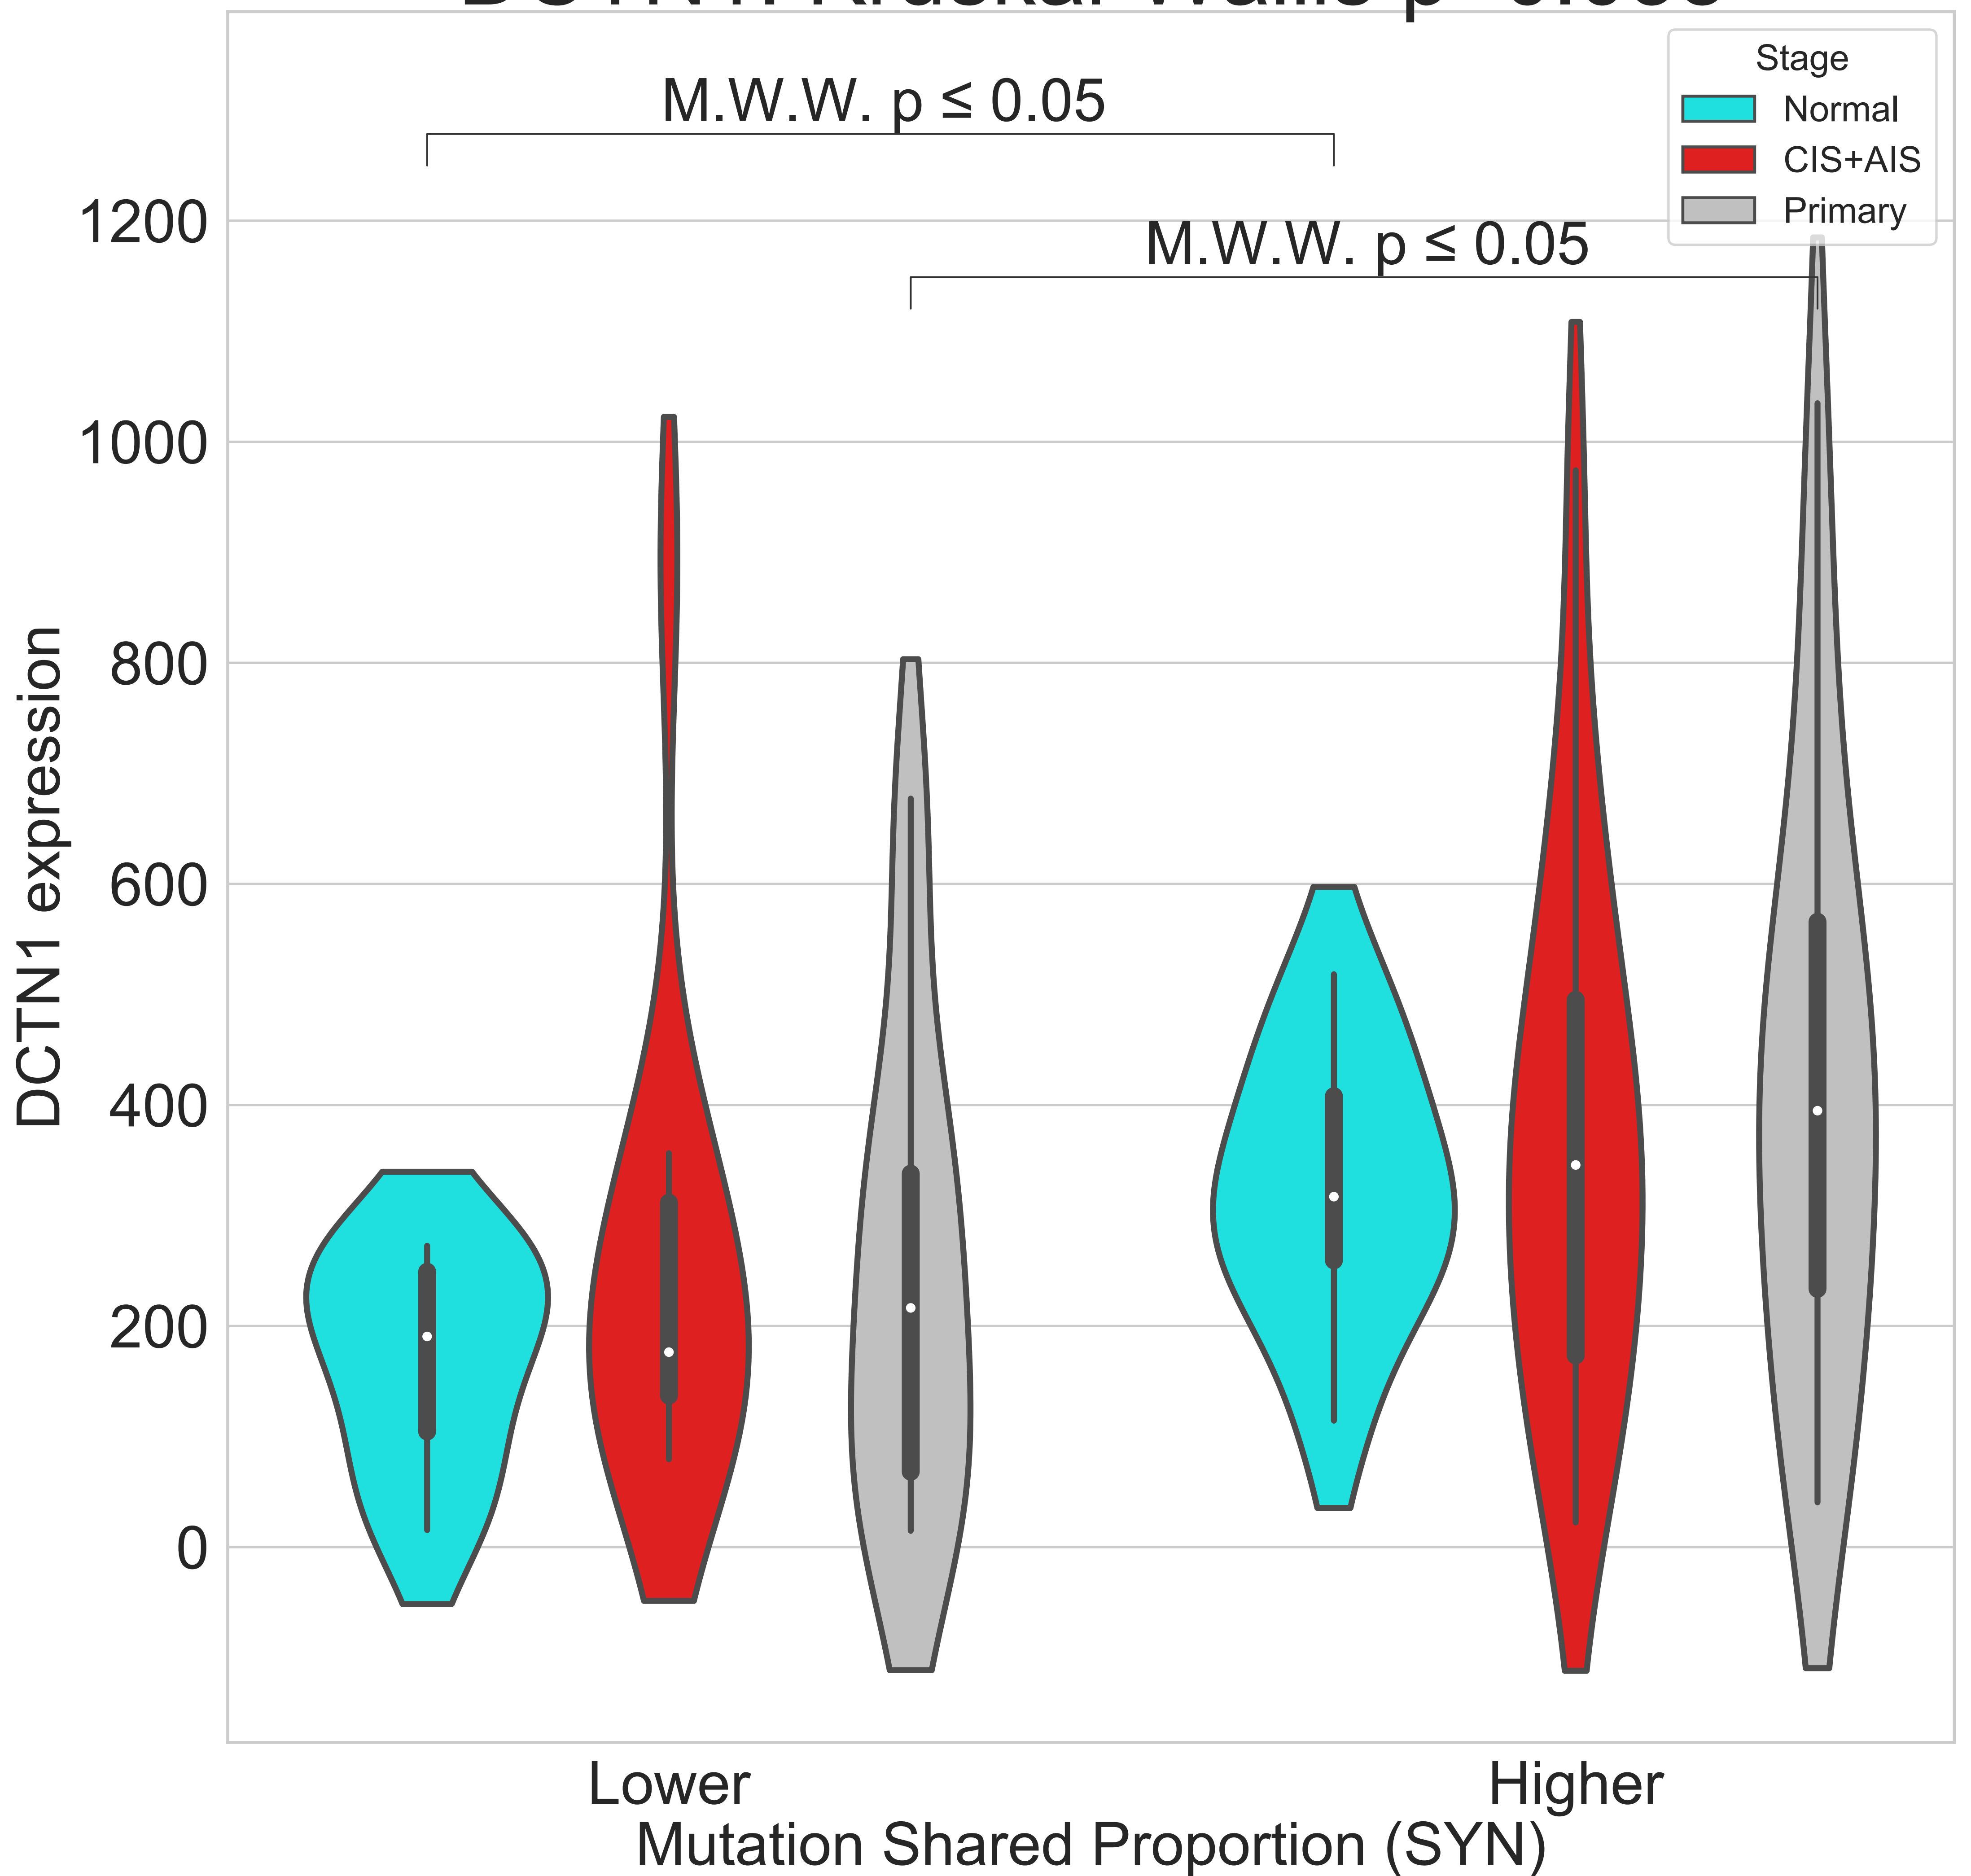 M.W.W. p ≤ 0.05
Stage
Normal
CIS+AIS
Primary
M.W.W. p ≤ 0.05
1200
1000
800
600
400
200
0
DCTN1 expression
Lower
Higher
Mutation Shared Proportion (SYN)